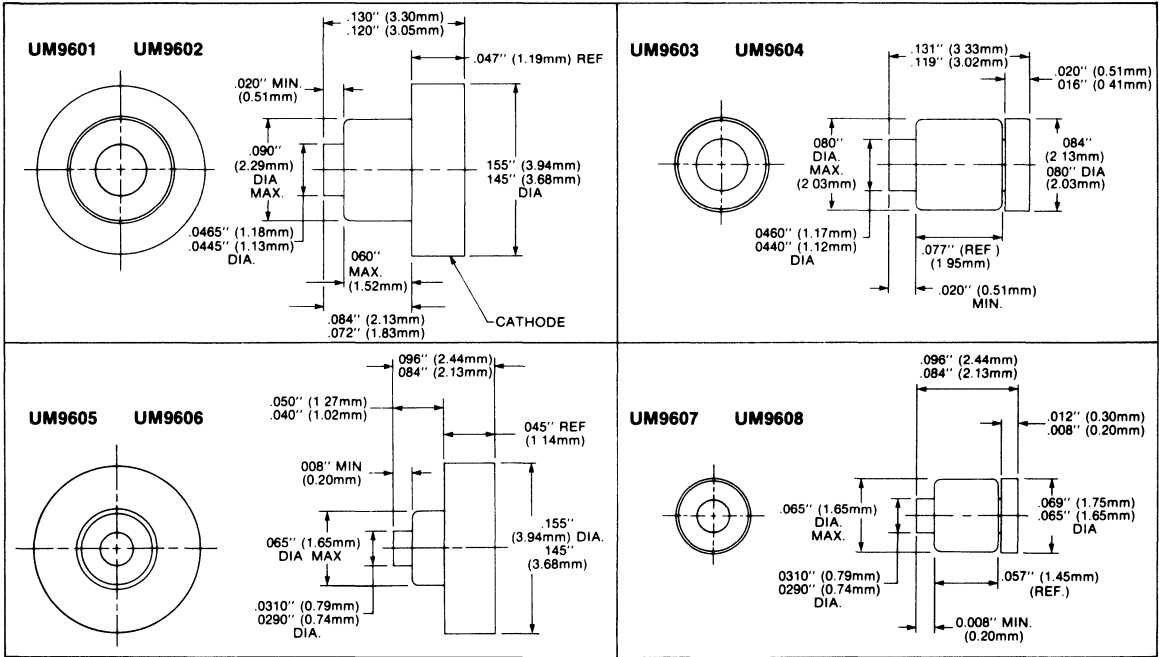 UM9601 UM9602
.130'' (3.30mm)
.120'' (3.05mm)
.047'' (1.19mm) REF
.020'' MIN.
(0.51mm)
.090''
(2.29mm)
DIA
MAX.
.155'' (3.94mm)
.145'' (3.68mm)
DIA
.0465'' (1.18mm)
.0445'' (1.13mm)
DIA.
060''
MAX.
(1.52mm)
.084'' (2.13mm)
.072'' (1.83mm)
CATHODE
UM9603 UM9604
.131'' (3 33mm)
.119'' (3.02mm)
.020'' (0.51mm)
016'' (0 41mm)
080''
DIA.
MAX.
(2 03mm)
084''
(2 13mm)
080'' DIA
(2.03mm)
0460'' (1.17mm)
0440'' (1.12mm)
DIA
.077'' (REF )
(1 95mm)
.020'' (0.51mm)
MIN.
UM9605 UM9606
096'' (2.44mm)
084'' (2.13mm)
.050'' (1 27mm)
.040'' (1.02mm)
045'' REF
(1 14mm)
008'' MIN
(0.20mm)
065'' (1.65mm)
DIA MAX
.155''
(3.94mm) DIA.
145''
(3.68mm)
.0310'' (0.79mm)
0290'' (0.74mm)
DIA.
UM9607 UM9608
.096'' (2.44mm)
.084'' (2.13mm)
.012'' (0.30mm)
.008'' (0.20mm)
.065'' (1.65mm)
DIA.
MAX.
.069'' (1.75mm)
.065'' (1.65mm)
DIA
0310'' (0.79mm)
0290'' (0.74mm)
DIA.
.057'' (1.45mm)
(REF.)
0.008'' MIN.
(0.20mm)